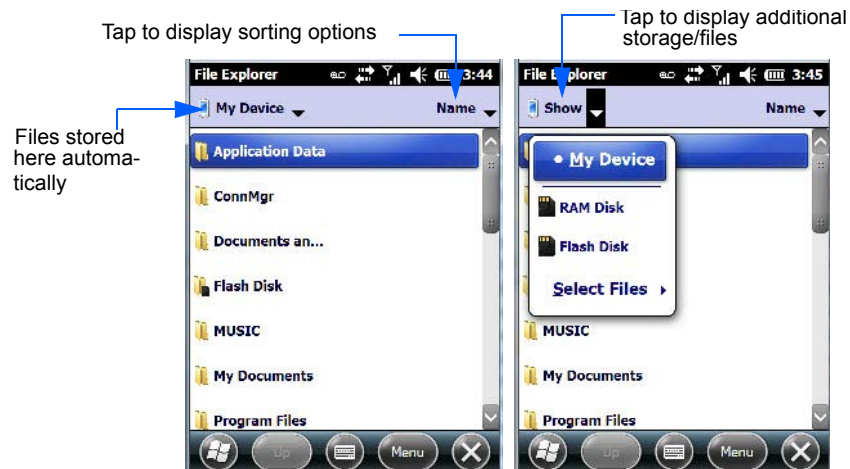 Tap to display sorting options
Tap to display additional
storage/files
Files stored
here automa-
tically
File Explorer 3:44
My Device Name
Application Data
ConnMgr
Documents an...
Flash Disk
MUSIC
My Documents
Program Files
Up Menu
File Explorer 3:45
Show Name
My Device
RAM Disk
Flash Disk
Select Files
MUSIC
My Documents
Program Files
Up Menu